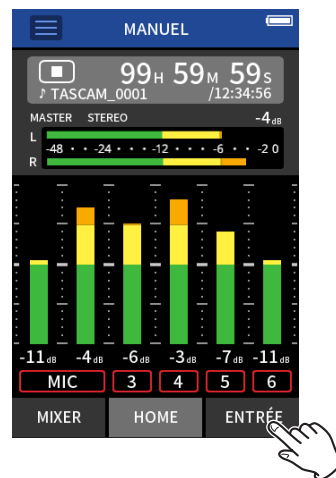 MANUEL
99H 59M 59S
♪ TASCAM_0001 /12:34:56
MASTER STEREO -4dB
L
-48 · · -24 · · · -12 · · · -6 · · -2 0
R
-11dB -4dB -6dB -3dB -7dB -11dB
MIC 3 4 5 6
MIXER HOME ENTRÉE